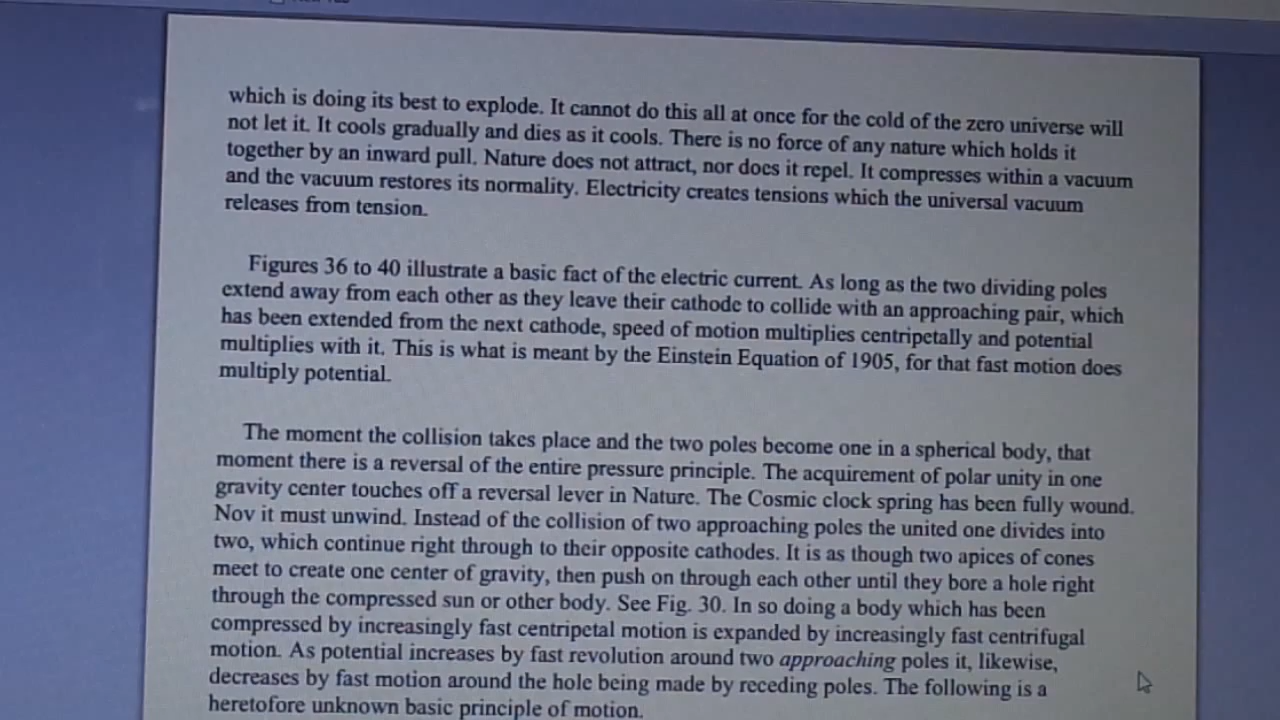 which is doing its best to explode. It cannot do this all at once for the cold of the zero universe will
not let it. It cools gradually and dies as it cools. There is no force of any nature which holds it
together by an inward pull. Nature does not attract, nor does it repel. It compresses within a vacuum
and the vacuum restores its normality. Electricity creates tensions which the universal vacuum
releases from tension.
Figures 36 to 40 illustrate a basic fact of the electric current. As long as the two dividing poles
extend away from each other as they leave their cathode to collide with an approaching pair, which
has been extended from the next cathode, speed of motion multiplies centripetally and potential
multiplies with it. This is what is meant by the Einstein Equation of 1905, for that fast motion does
multiply potential.
The moment the collision takes place and the two poles become one in a spherical body, that
moment there is a reversal of the entire pressure principle. The acquirement of polar unity in one
gravity center touches off a reversal lever in Nature. The Cosmic clock spring has been fully wound.
Nov it must unwind. Instead of the collision of two approaching poles the united one divides into
two, which continue right through to their opposite cathodes. It is as though two apices of cones
meet to create one center of gravity, then push on through each other until they bore a hole right
through the compressed sun or other body. See Fig. 30. In so doing a body which has been
compressed by increasingly fast centripetal motion is expanded by increasingly fast centrifugal
motion. As potential increases by fast revolution around two approaching poles it, likewise,
decreases by fast motion around the hole being made by receding poles. The following is a
heretofore unknown basic principle of motion.